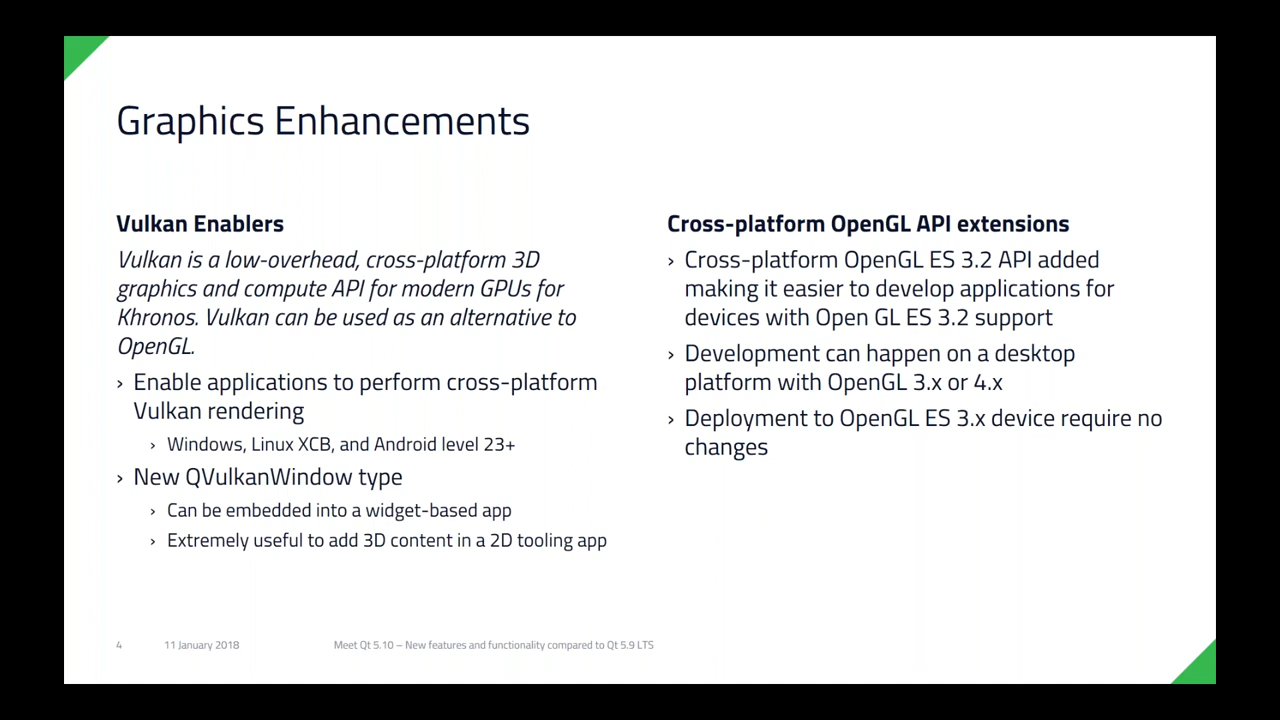 Graphics Enhancements
Vulkan Enablers
Vulkan is a low-overhead, cross-platform 3D
graphics and compute API for modern GPUs for
Khronos. Vulkan can be used as an alternative to
OpenGL.
› Enable applications to perform cross-platform
Vulkan rendering
› Windows, Linux XCB, and Android level 23+
› New QVulkanWindow type
› Can be embedded into a widget-based app
› Extremely useful to add 3D content in a 2D tooling app
Cross-platform OpenGL API extensions
› Cross-platform OpenGL ES 3.2 API added
making it easier to develop applications for
devices with Open GL ES 3.2 support
› Development can happen on a desktop
platform with OpenGL 3.x or 4.x
› Deployment to OpenGL ES 3.x device require no
changes
4 11 January 2018 Meet Qt 5.10 – New features and functionality compared to Qt 5.9 LTS